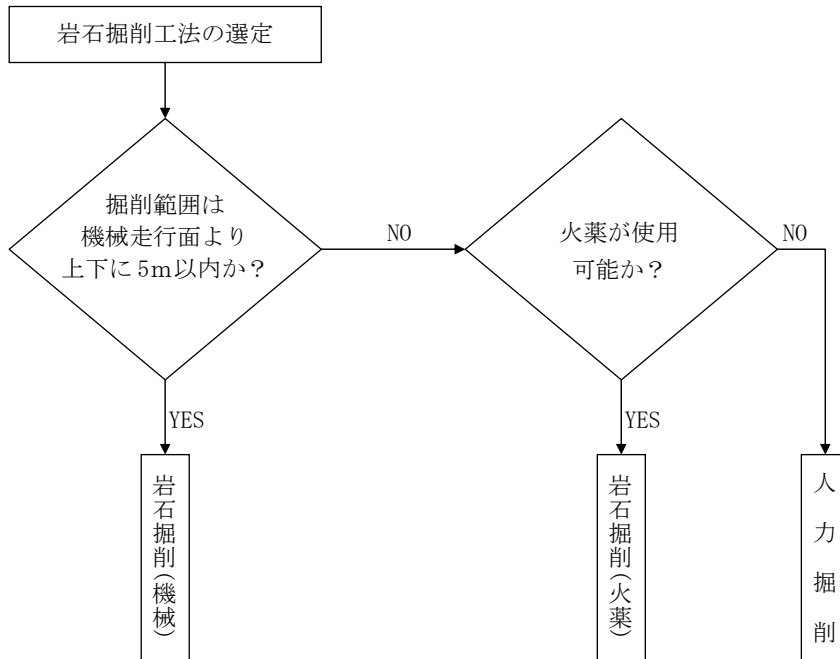 岩石掘削工法の選定
掘削範囲は
機械走行面より
上下に5m以内か？
NO
火薬が使用
可能か？
NO
YES
YES
岩石掘削(機械)
岩石掘削(火薬)
人力掘削